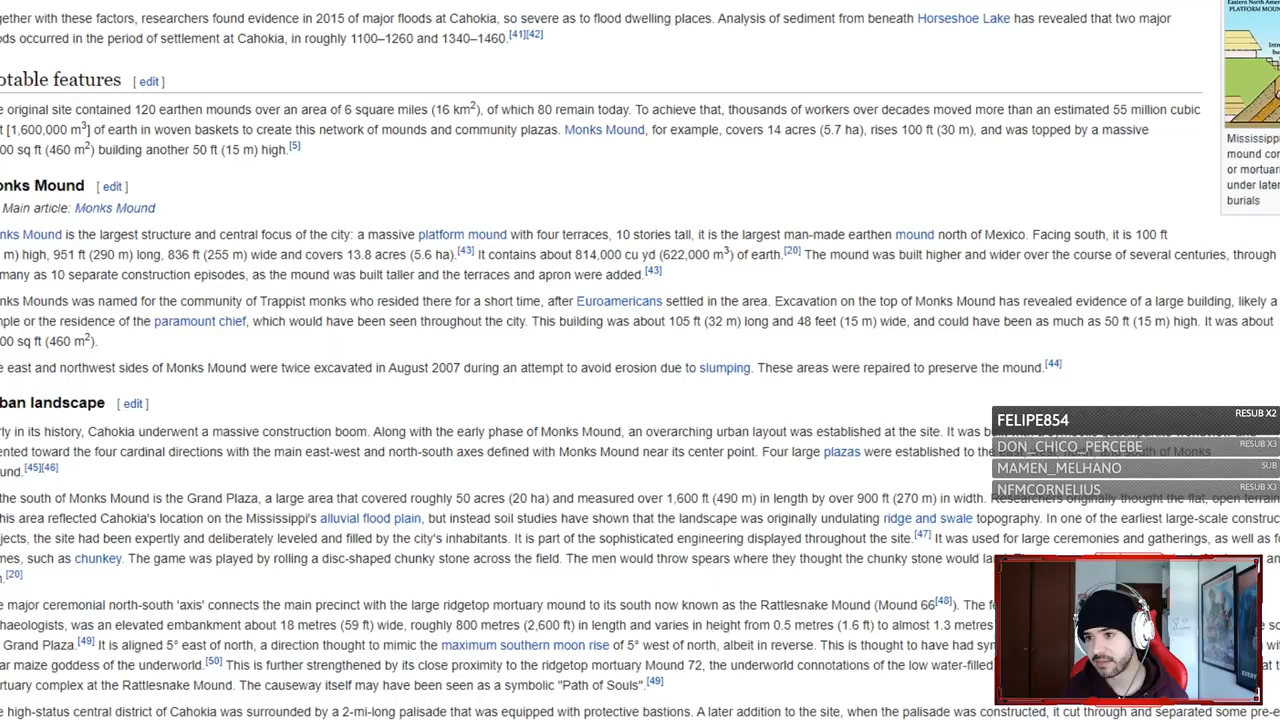 gether with these factors, researchers found evidence in 2015 of major floods at Cahokia, so severe as to flood dwelling places. Analysis of sediment from beneath Horseshoe Lake has revealed that two major
ods occurred in the period of settlement at Cahokia, in roughly 1100–1260 and 1340–1460.[41][42]
otable features [ edit ]
e original site contained 120 earthen mounds over an area of 6 square miles (16 km2), of which 80 remain today. To achieve that, thousands of workers over decades moved more than an estimated 55 million cubic
t [1,600,000 m3] of earth in woven baskets to create this network of mounds and community plazas. Monks Mound, for example, covers 14 acres (5.7 ha), rises 100 ft (30 m), and was topped by a massive
00 sq ft (460 m2) building another 50 ft (15 m) high.[5]
onks Mound [ edit ]
Main article: Monks Mound
nks Mound is the largest structure and central focus of the city: a massive platform mound with four terraces, 10 stories tall, it is the largest man-made earthen mound north of Mexico. Facing south, it is 100 ft
m) high, 951 ft (290 m) long, 836 ft (255 m) wide and covers 13.8 acres (5.6 ha).[43] It contains about 814,000 cu yd (622,000 m3) of earth.[20] The mound was built higher and wider over the course of several centuries, through
many as 10 separate construction episodes, as the mound was built taller and the terraces and apron were added.[43]
nks Mounds was named for the community of Trappist monks who resided there for a short time, after Euroamericans settled in the area. Excavation on the top of Monks Mound has revealed evidence of a large building, likely a
mple or the residence of the paramount chief, which would have been seen throughout the city. This building was about 105 ft (32 m) long and 48 feet (15 m) wide, and could have been as much as 50 ft (15 m) high. It was about
00 sq ft (460 m2).
e east and northwest sides of Monks Mound were twice excavated in August 2007 during an attempt to avoid erosion due to slumping. These areas were repaired to preserve the mound.[44]
ban landscape [ edit ]
rly in its history, Cahokia underwent a massive construction boom. Along with the early phase of Monks Mound, an overarching urban layout was established at the site. It was
ented toward the four cardinal directions with the main east-west and north-south axes defined with Monks Mound near its center point. Four large plazas were established to the south of Monks
und.[45][46]
the south of Monks Mound is the Grand Plaza, a large area that covered roughly 50 acres (20 ha) and measured over 1,600 ft (490 m) in length by over 900 ft (270 m) in width. Researchers originally thought the flat, open terrain
his area reflected Cahokia's location on the Mississippi's alluvial flood plain, but instead soil studies have shown that the landscape was originally undulating ridge and swale topography. In one of the earliest large-scale construc
jects, the site had been expertly and deliberately leveled and filled by the city's inhabitants. It is part of the sophisticated engineering displayed throughout the site.[47] It was used for large ceremonies and gatherings, as well as fo
mes, such as chunkey. The game was played by rolling a disc-shaped chunky stone across the field. The men would throw spears where they thought the chunky stone would la
.[20]
e major ceremonial north-south 'axis' connects the main precinct with the large ridgetop mortuary mound to its south now known as the Rattlesnake Mound (Mound 66[48]). The fe
haeologists, was an elevated embankment about 18 metres (59 ft) wide, roughly 800 metres (2,600 ft) in length and varies in height from 0.5 metres (1.6 ft) to almost 1.3 metres
Grand Plaza.[49] It is aligned 5° east of north, a direction thought to mimic the maximum southern moon rise of 5° west of north, albeit in reverse. This is thought to have had syn
ar maize goddess of the underworld.[50] This is further strengthened by its close proximity to the ridgetop mortuary Mound 72, the underworld connotations of the low water-filled
rtuary complex at the Rattlesnake Mound. The causeway itself may have been seen as a symbolic "Path of Souls".[49]
e high-status central district of Cahokia was surrounded by a 2-mi-long palisade that was equipped with protective bastions. A later addition to the site, when the palisade was constructed, it cut through and separated some pre-e
Eastern North Ame
PLATFORM MOUN
Mississippi
mound cor
or mortuar
under later
burials
FELIPE854 RESUB X2
DON_CHICO_PERCEBE RESUB X3
MAMEN_MELHANO SUB
NFMCORNELIUS RESUB X3